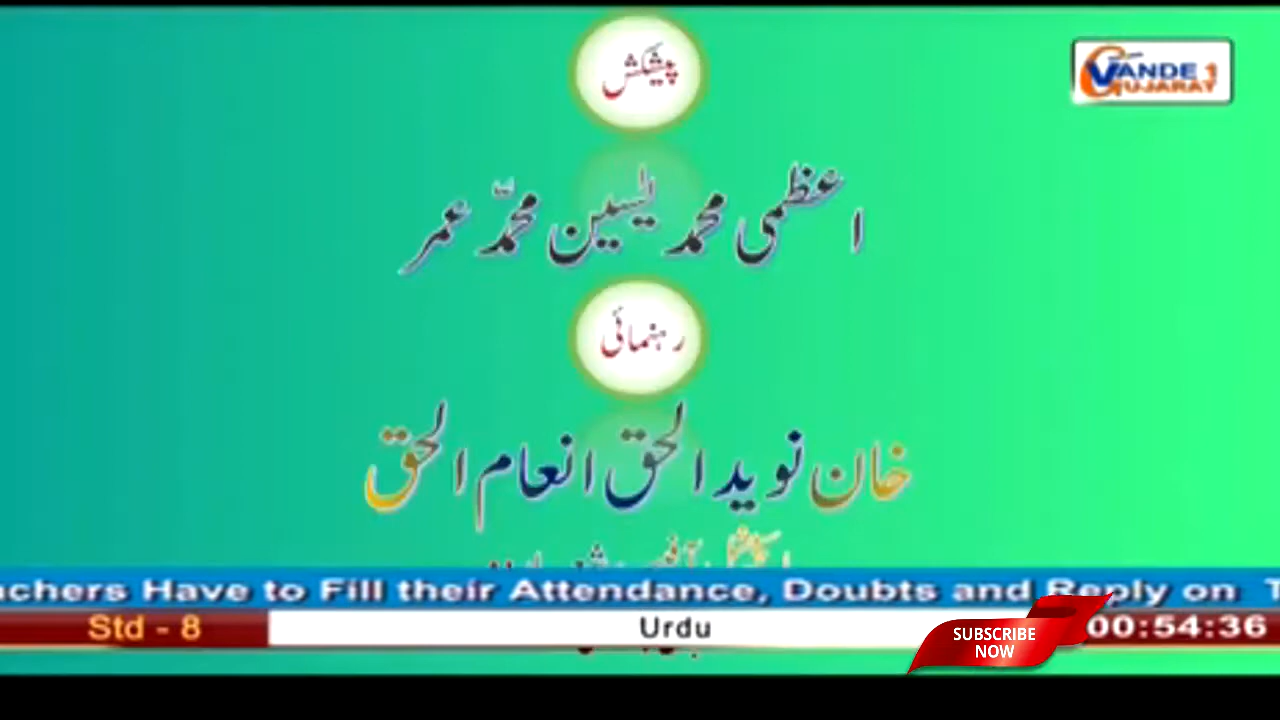 پیشکش
VANDE 1
GUJARAT
اعظمی محمد یٰسین محمّد عمر
رہنمائی
خان نوید الحق انعام الحق
achers Have to Fill their Attendance, Doubts and Reply on T
Std - 8
Urdu
SUBSCRIBE
NOW
00:54:36